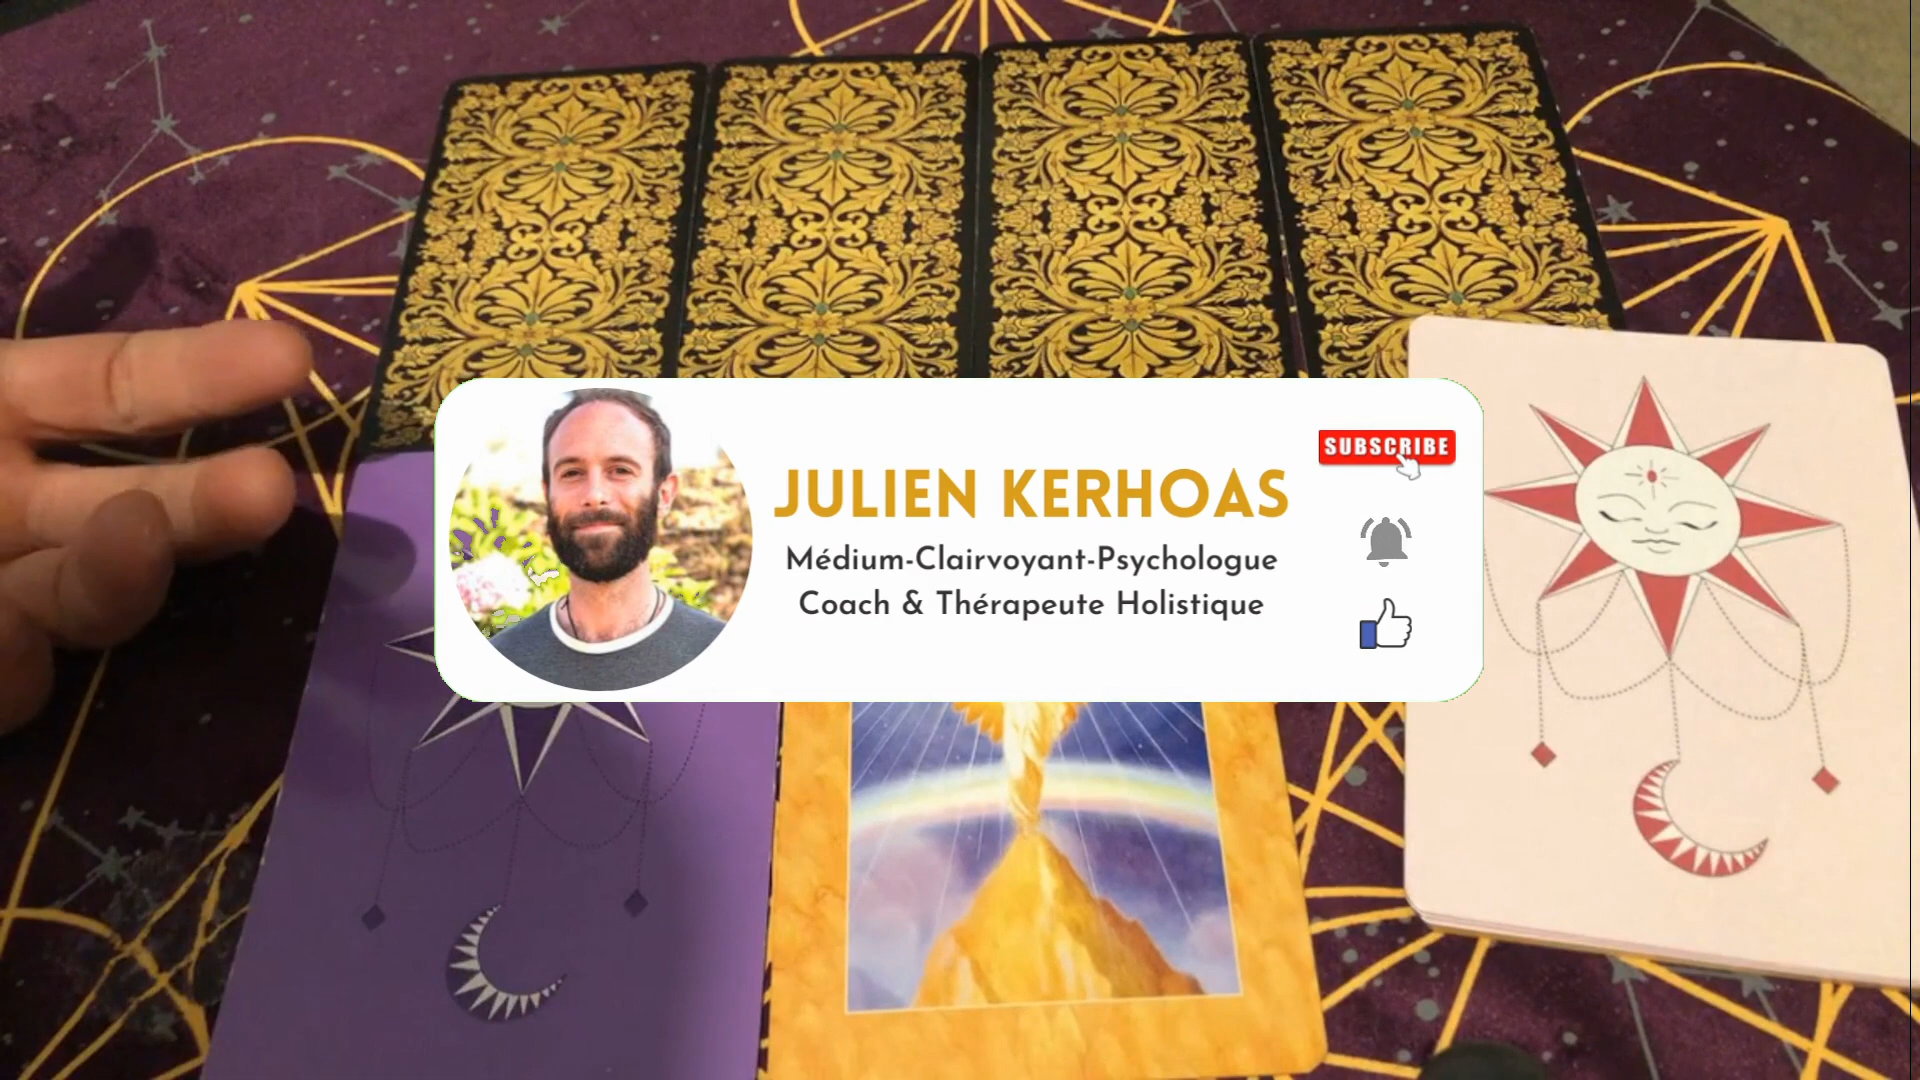 JULIEN KERHOAS
Médium-Clairvoyant-Psychologue
Coach & Thérapeute Holistique
SUBSCRIBE